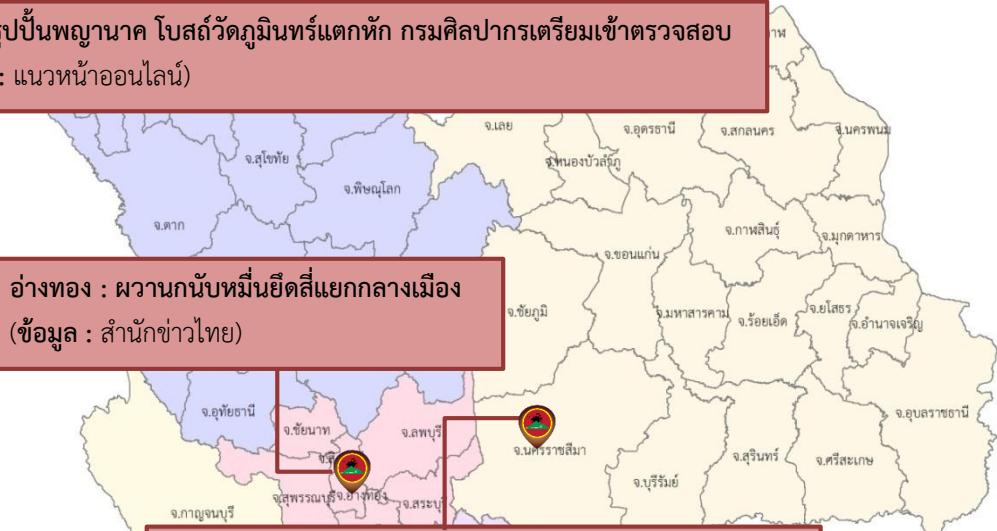 รูปปั้นพญานาค โบสถ์วัดภูมินทร์แตกหัก กรมศิลปากรเตรียมเข้าตรวจสอบ
: แนวหน้าออนไลน์)
จ.เลย
จ.อุดรธานี
จ.สกลนคร
จ.นครพนม
จ.สุโขทัย
จ.หนองบัวลำภู
จ.พิษณุโลก
จ.ตาก
จ.กาฬสินธุ์
จ.มุกดาหาร
จ.ขอนแก่น
อ่างทอง : ผวานกนับหมื่นยึดสี่แยกกลางเมือง
(ข้อมูล : สำนักข่าวไทย)
จ.ชัยภูมิ
จ.มหาสารคาม
จ.ร้อยเอ็ด
จ.ยโสธร
จ.อำนาจเจริญ
จ.อุทัยธานี
จ.ชัยนาท
จ.ลพบุรี
จ.อุบลราชธานี
จ.นครราชสีมา
จ.สุรินทร์
จ.ศรีสะเกษ
จ.บุรีรัมย์
จ.สุพรรณบุรี
จ.อ่างทอง
จ.สระบุรี
จ.กาญจนบุรี